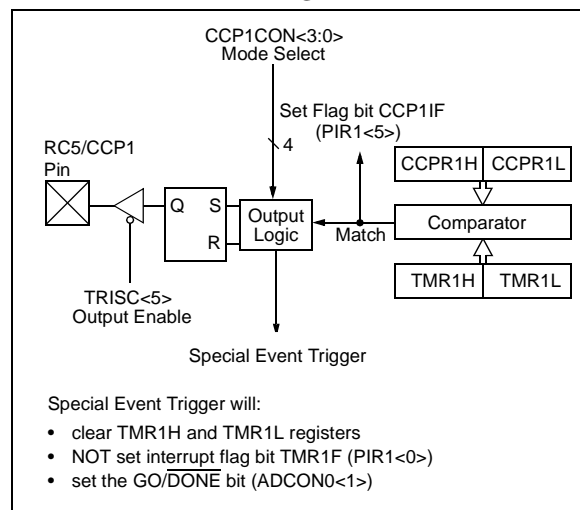 CCP1CON<3:0>
Mode Select
Set Flag bit CCP1IF
(PIR1<5>)
4
RC5/CCP1
Pin
CCPR1H CCPR1L
Q S
R
Output
Logic
Match
Comparator
TRISC<5>
Output Enable
TMR1H TMR1L
Special Event Trigger
Special Event Trigger will:
• clear TMR1H and TMR1L registers
• NOT set interrupt flag bit TMR1F (PIR1<0>)
• set the GO/DONE bit (ADCON0<1>)